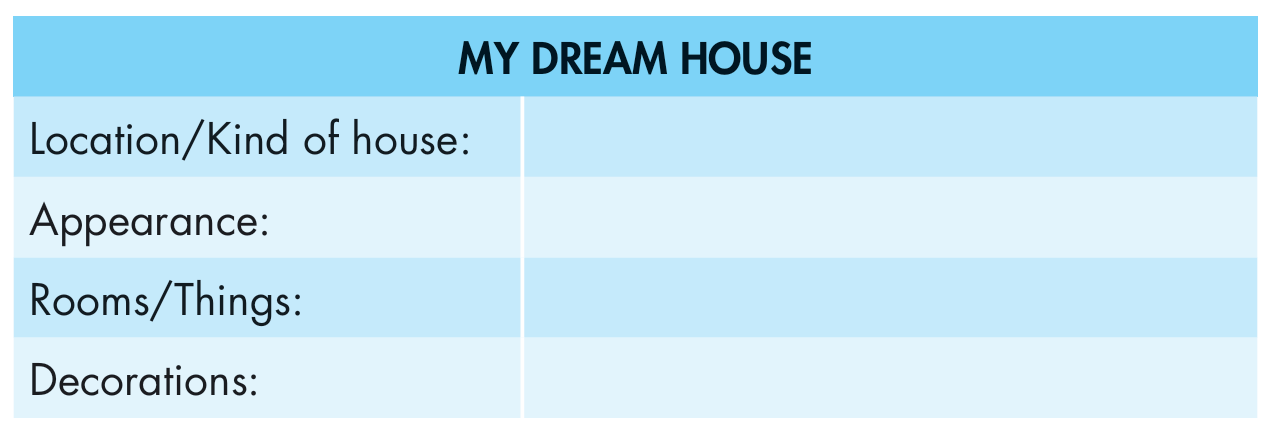 MY DREAM HOUSE
Location/Kind of house:
Appearance:
Rooms/Things:
Decorations: